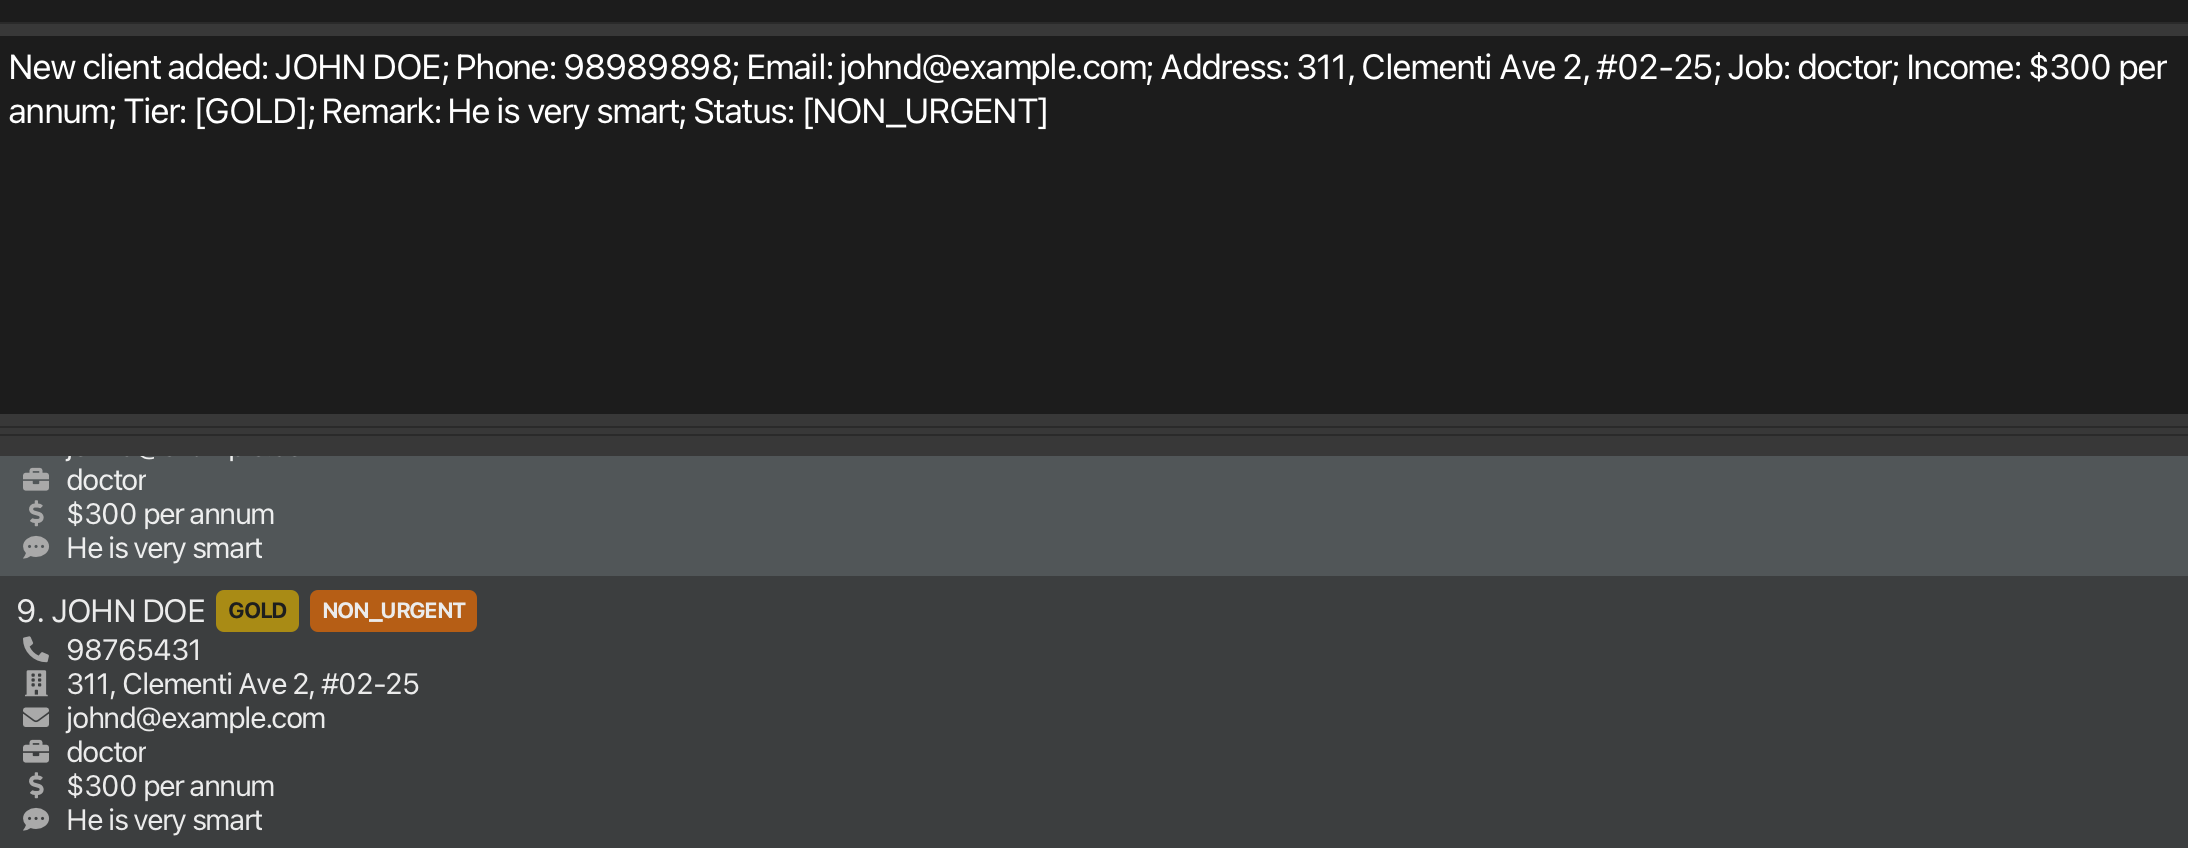 New client added: JOHN DOE; Phone: 98989898; Email: johnd@example.com; Address: 311, Clementi Ave 2, #02-25; Job: doctor; Income: $300 per
annum; Tier: [GOLD]; Remark: He is very smart; Status: [NON_URGENT]
doctor
$300 per annum
He is very smart
9. JOHN DOE GOLD NON_URGENT
98765431
311, Clementi Ave 2, #02-25
johnd@example.com
doctor
$300 per annum
He is very smart